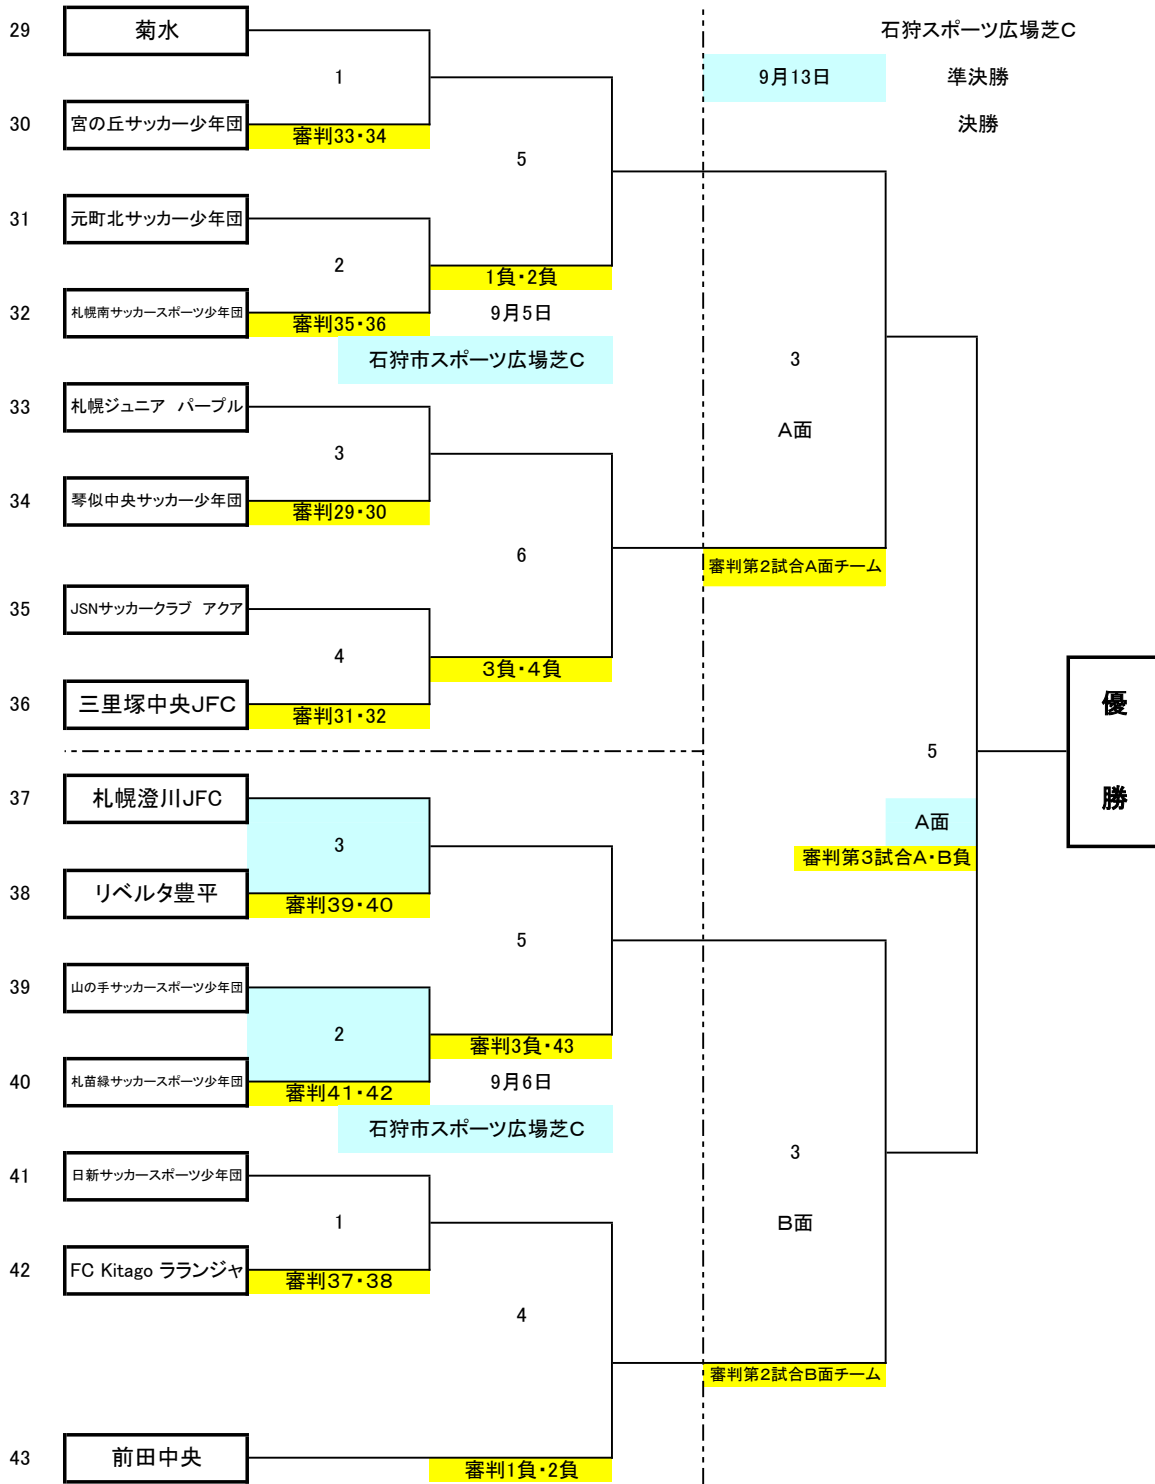 29 菊水
石狩スポーツ広場芝C
1
9月13日 準決勝
30 宮の丘サッカー少年団
審判33・34
決勝
5
31 元町北サッカー少年団
2
1負・2負
32 札幌南サッカースポーツ少年団
審判35・36
9月5日
石狩市スポーツ広場芝C
3
33 札幌ジュニア パープル
A面
3
34 琴似中央サッカー少年団
審判29・30
6
審判第2試合A面チーム
35 JSNサッカークラブ アクア
4
3負・4負
36 三里塚中央JFC
審判31・32
優
勝
5
37 札幌澄川JFC
A面
3
審判第3試合A・B負
38 リベルタ豊平
審判39・40
5
39 山の手サッカースポーツ少年団
2
審判3負・43
40 札苗緑サッカースポーツ少年団
審判41・42
9月6日
石狩市スポーツ広場芝C
3
41 日新サッカースポーツ少年団
1
B面
42 FC Kitago ラランジャ
審判37・38
4
審判第2試合B面チーム
43 前田中央
審判1負・2負